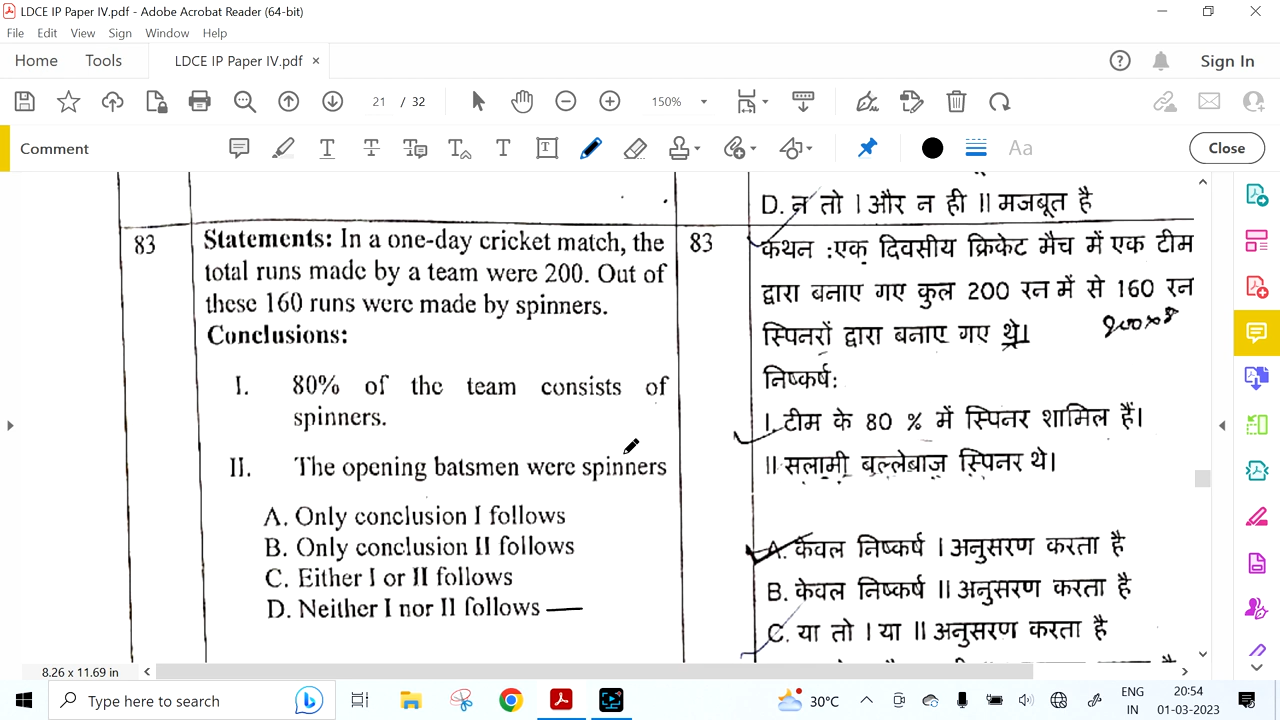 LDCE IP Paper IV.pdf - Adobe Acrobat Reader (64-bit)
File Edit View Sign Window Help
Home Tools LDCE IP Paper IV.pdf × Sign In
21 / 32 150%
Comment Close
D. न तो I और न ही II मजबूत है
83 Statements: In a one-day cricket match, the
total runs made by a team were 200. Out of
these 160 runs were made by spinners.
Conclusions:
I. 80% of the team consists of
spinners.
II. The opening batsmen were spinners
A. Only conclusion I follows
B. Only conclusion II follows
C. Either I or II follows
D. Neither I nor II follows
83 कथन :एक दिवसीय क्रिकेट मैच में एक टीम
द्वारा बनाए गए कुल 200 रन में से 160 रन
स्पिनरों द्वारा बनाए गए थे।
निष्कर्ष:
I. टीम के 80 % में स्पिनर शामिल हैं।
II सलामी बल्लेबाज स्पिनर थे।
A. केवल निष्कर्ष I अनुसरण करता है
B. केवल निष्कर्ष II अनुसरण करता है
C. या तो I या II अनुसरण करता है
8.26 x 11.69 in
Type here to search 30°C ENG IN 20:54 01-03-2023